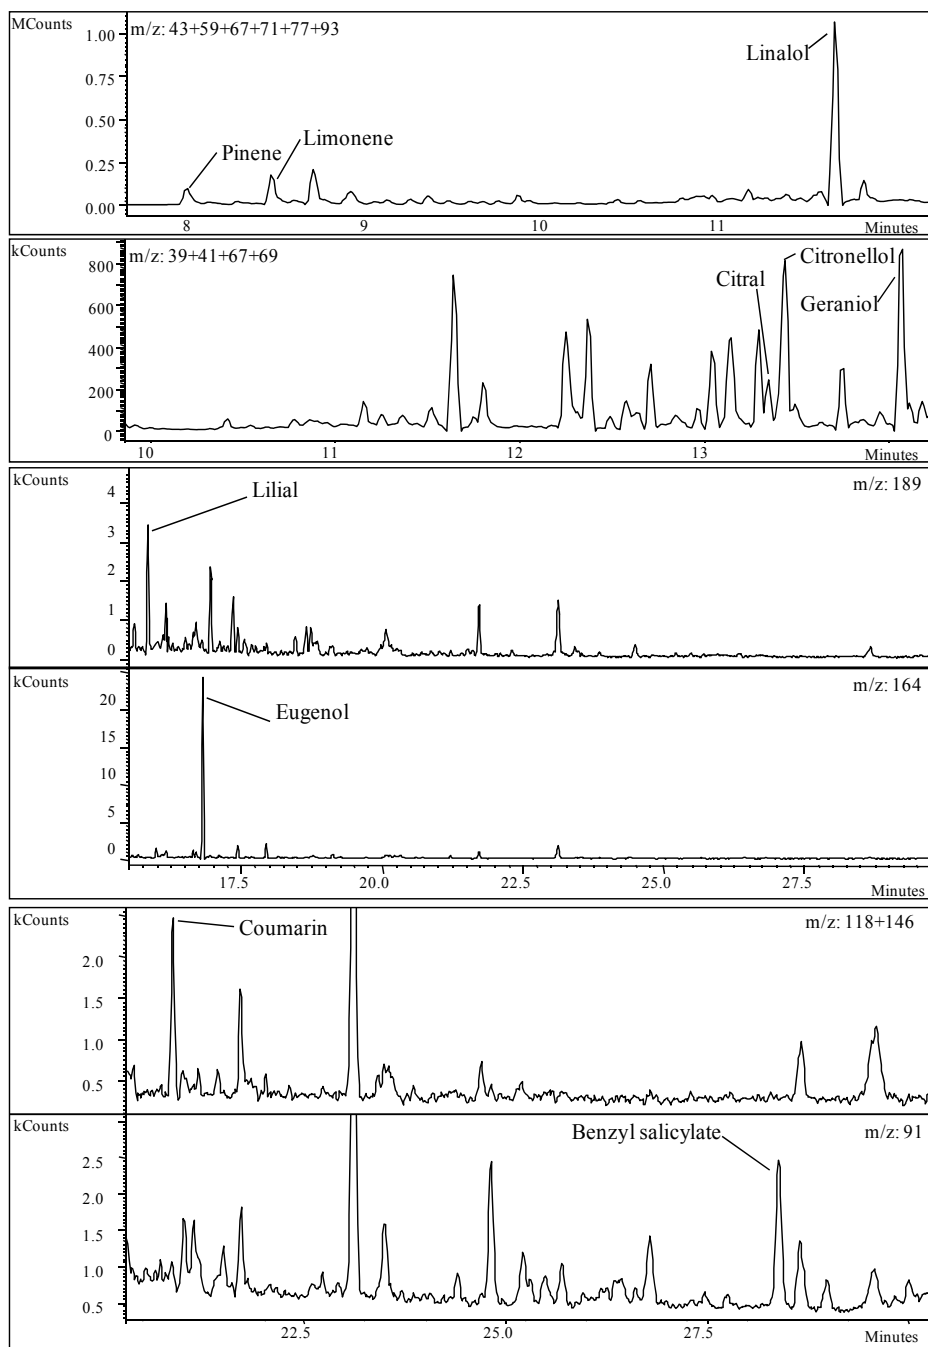 MCounts
m/z: 43+59+67+71+77+93
1.00
0.75
0.50
0.25
0.00
Pinene
Limonene
Linalol
8
9
10
11
Minutes
kCounts
m/z: 39+41+67+69
800
600
400
200
0
Citral
Citronellol
Geraniol
10
11
12
13
Minutes
kCounts
m/z: 189
4
3
2
1
0
Lilial
kCounts
m/z: 164
20
15
10
5
0
Eugenol
17.5
20.0
22.5
25.0
27.5
Minutes
kCounts
m/z: 118+146
2.0
1.5
1.0
0.5
Coumarin
kCounts
m/z: 91
2.5
2.0
1.5
1.0
0.5
Benzyl salicylate
22.5
25.0
27.5
Minutes